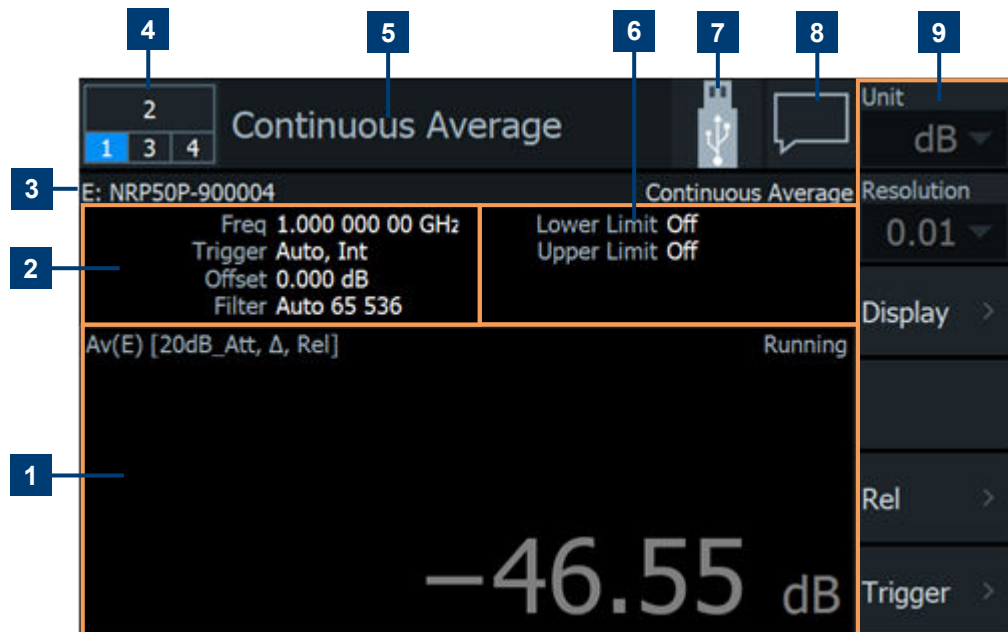 4 5 6 7 8 9
2
1 3 4
Continuous Average
Unit
dB
3
E: NRP50P-900004
Continuous Average
Resolution
0.01
2
Freq 1.000 000 00 GHz
Trigger Auto, Int
Offset 0.000 dB
Filter Auto 65 536
Lower Limit Off
Upper Limit Off
Display
1
Av(E) [20dB_Att, Δ, Rel]
Running
−46.55 dB
Rel
Trigger